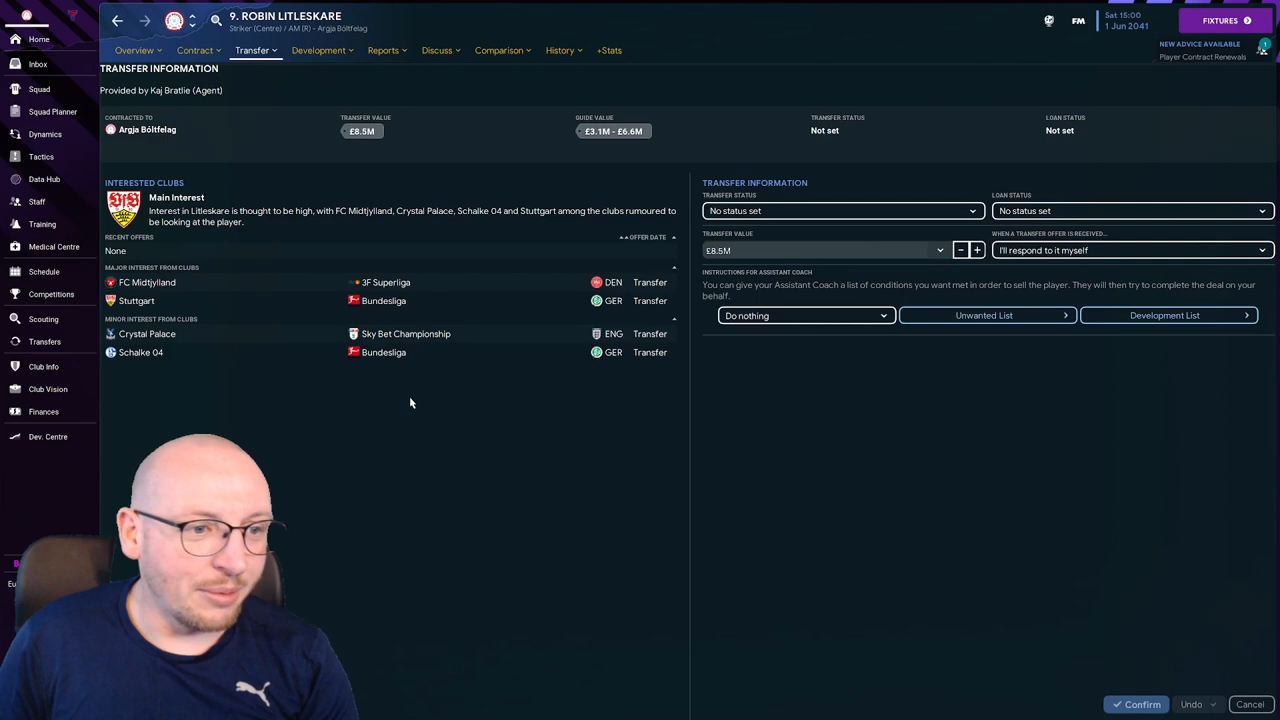 9. ROBIN LITLESKARE
Striker (Centre) / AM (R) - Argja Bóltfelag
FM
Sat 15:00
1 Jun 2041
FIXTURES
Overview
Contract
Transfer
Development
Reports
Discuss
Comparison
History
+Stats
NEW ADVICE AVAILABLE
1
Player Contract Renewals
Home
Inbox
Squad
Squad Planner
Dynamics
Tactics
Data Hub
Staff
Training
Medical Centre
Schedule
Competitions
Scouting
Transfers
Club Info
Club Vision
Finances
Dev. Centre
TRANSFER INFORMATION
Provided by Kaj Bratlie (Agent)
CONTRACTED TO
Argja Bóltfelag
TRANSFER VALUE
£8.5M
GUIDE VALUE
£3.1M - £6.6M
TRANSFER STATUS
Not set
LOAN STATUS
Not set
INTERESTED CLUBS
Main Interest
Interest in Litleskare is thought to be high, with FC Midtjylland, Crystal Palace, Schalke 04 and Stuttgart among the clubs rumoured to
be looking at the player.
RECENT OFFERS
OFFER DATE
None
MAJOR INTEREST FROM CLUBS
FC Midtjylland 3F Superliga DEN Transfer
Stuttgart Bundesliga GER Transfer
MINOR INTEREST FROM CLUBS
Crystal Palace Sky Bet Championship ENG Transfer
Schalke 04 Bundesliga GER Transfer
TRANSFER INFORMATION
TRANSFER STATUS
No status set
LOAN STATUS
No status set
TRANSFER VALUE
£8.5M
WHEN A TRANSFER OFFER IS RECEIVED...
I'll respond to it myself
INSTRUCTIONS FOR ASSISTANT COACH
You can give your Assistant Coach a list of conditions you want met in order to sell the player. They will then try to complete the deal on your
behalf.
Do nothing
Unwanted List
Development List
Confirm
Undo
Cancel